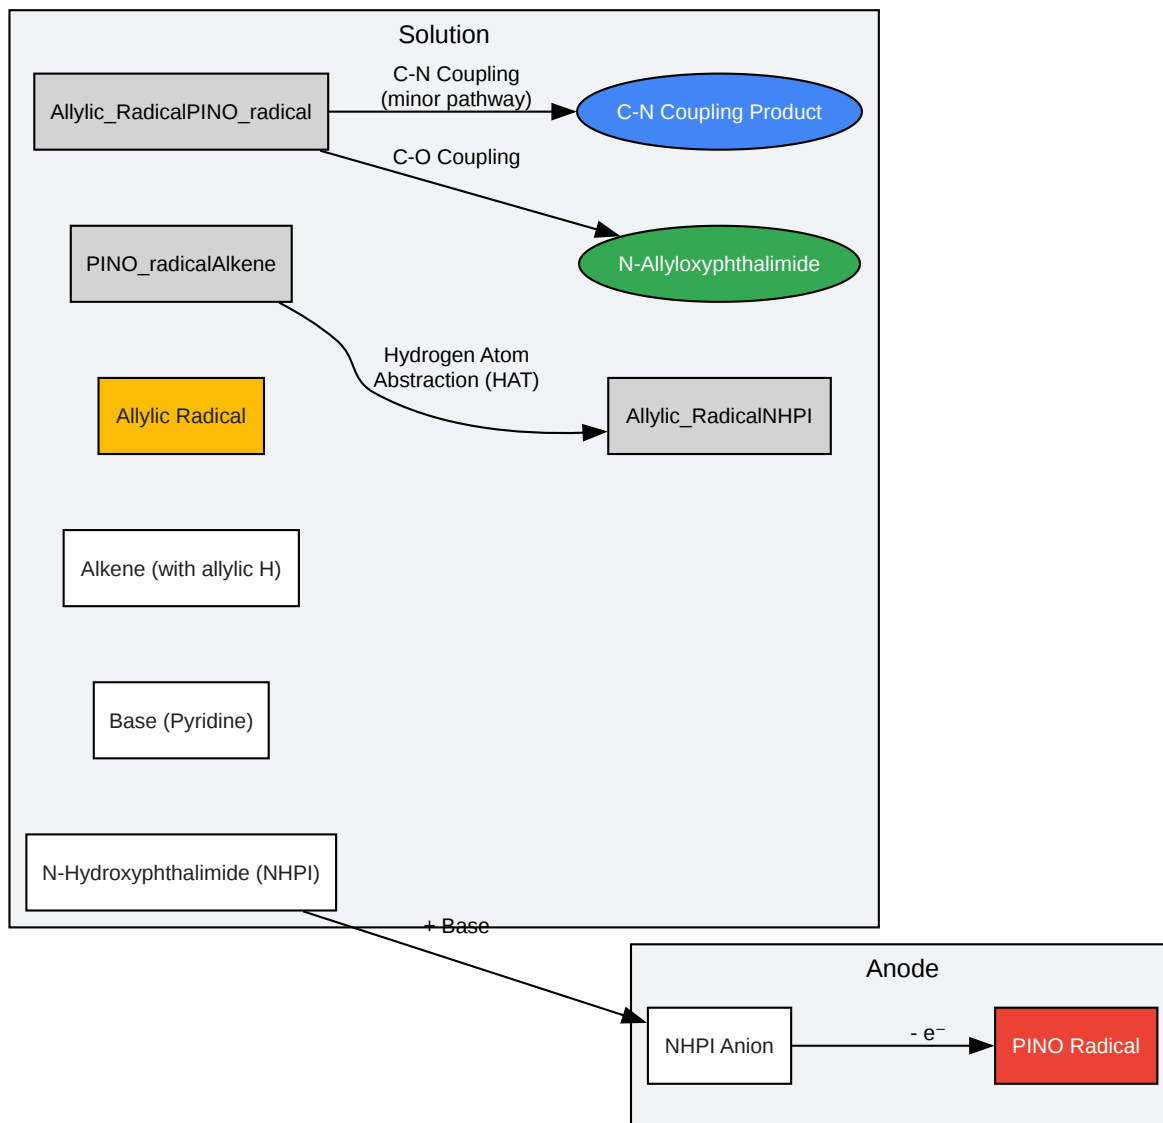 Solution
Allylic_RadicalPINO_radical
C-N Coupling
(minor pathway)
C-N Coupling Product
C-O Coupling
PINO_radicalAlkene
N-Allyloxyphthalimide
Hydrogen Atom
Abstraction (HAT)
Allylic Radical
Allylic_RadicalNHPI
Alkene (with allylic H)
Base (Pyridine)
N-Hydroxyphthalimide (NHPI)
+ Base
Anode
NHPI Anion
- e⁻
PINO Radical